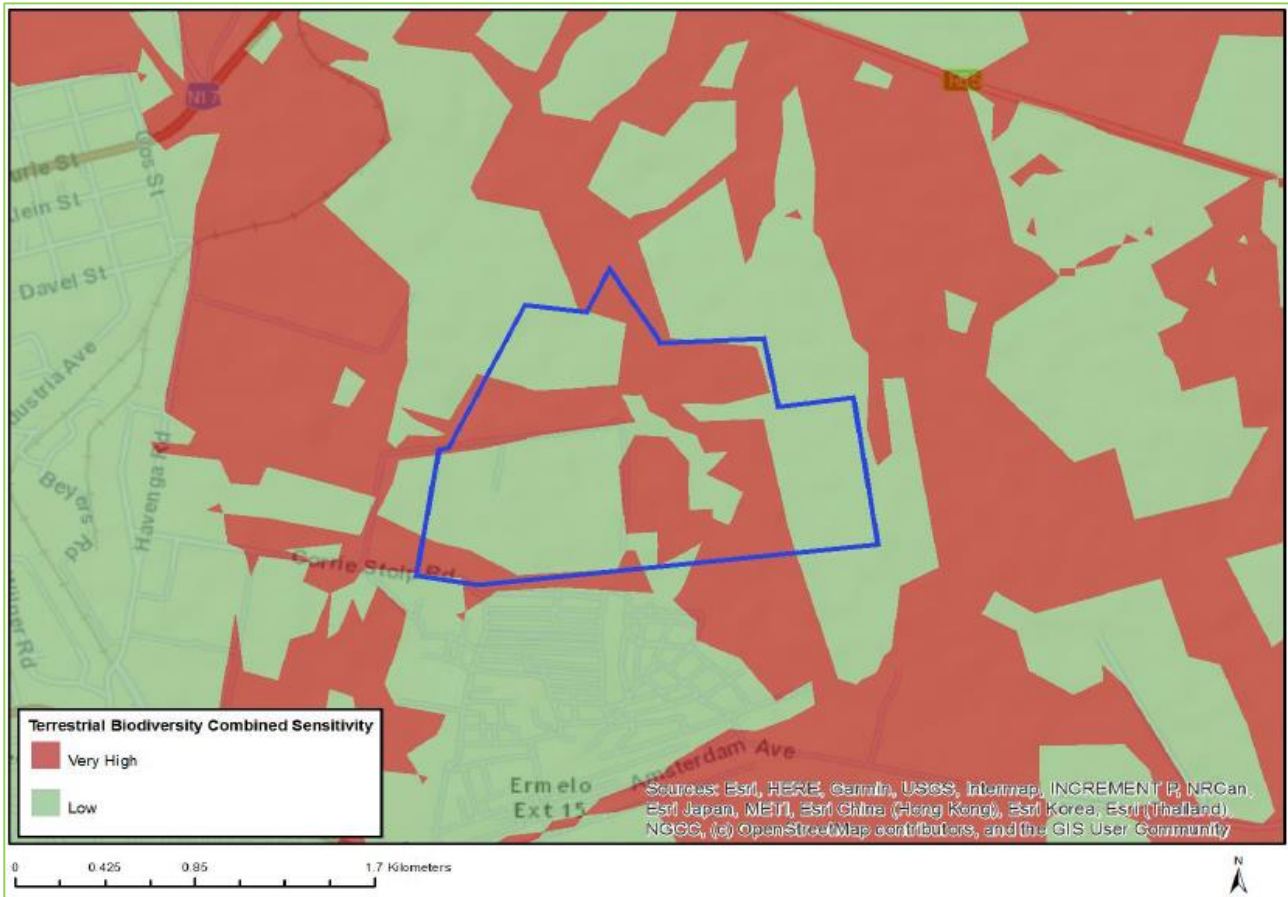 N17
urie St
Klein St
Vos St
Davel St
dustria Ave
Beyers Rd
Havenga Rd
Gorrie Stolp Rd
Ermelo
Ext 15
Amsterdam Ave
Terrestrial Biodiversity Combined Sensitivity
Very High
Low
Sources: Esri, HERE, Garmin, USGS, Intermap, INCREMENT P, NRCan,
Esri Japan, METI, Esri China (Hong Kong), Esri Korea, Esri (Thailand),
NGCC, (c) OpenStreetMap contributors, and the GIS User Community
0 0.425 0.85 1.7 Kilometers
N